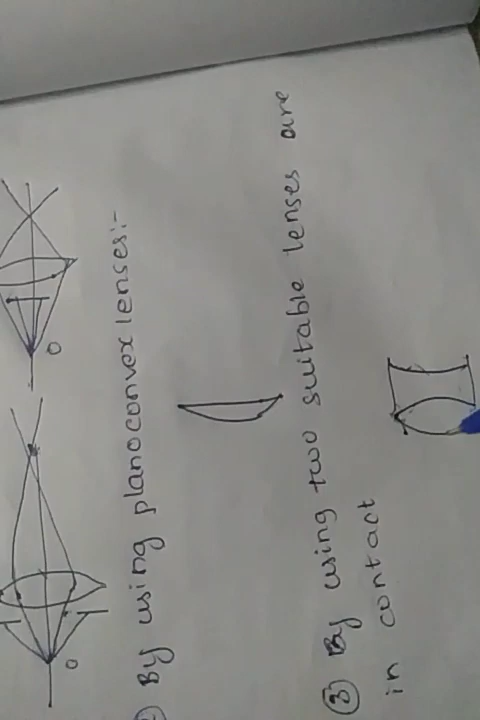 O
O
By using planoconvex lenses:-
③ By using two suitable lenses are
in contact